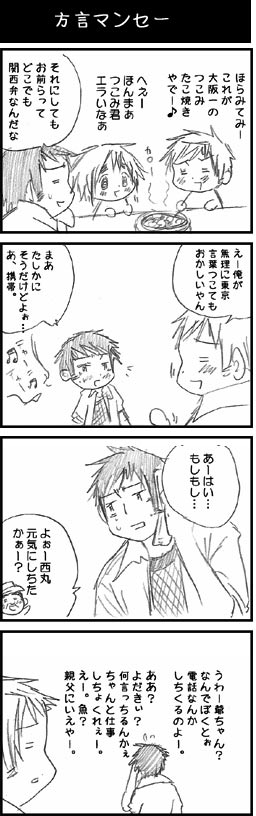 方言マンセー
ほらみてみー
これが
大阪一の
つこみ
たこ焼き
やでー♪
へぇー
ほんまぁ
つこみ君
エラいなぁ
それにしても
お前らって
どこでも
関西弁なんだな
えー俺が
無理に東京
言葉つこても
おかしいやん
まあ
たしかに
そうだけどよぉ…
あ、携帯。
あーはい…
もしもし…
よぉー西丸
元気にしちた
かぁー？
うわー爺ちゃん？
なんでぼくとぉ
電話なんか
しちくるのよー。
ああ？
よだきぃ？
何言っちるんかぇ
ちゃんと仕事
しちょくれぇー。
えー。魚？
親父にいえやー。